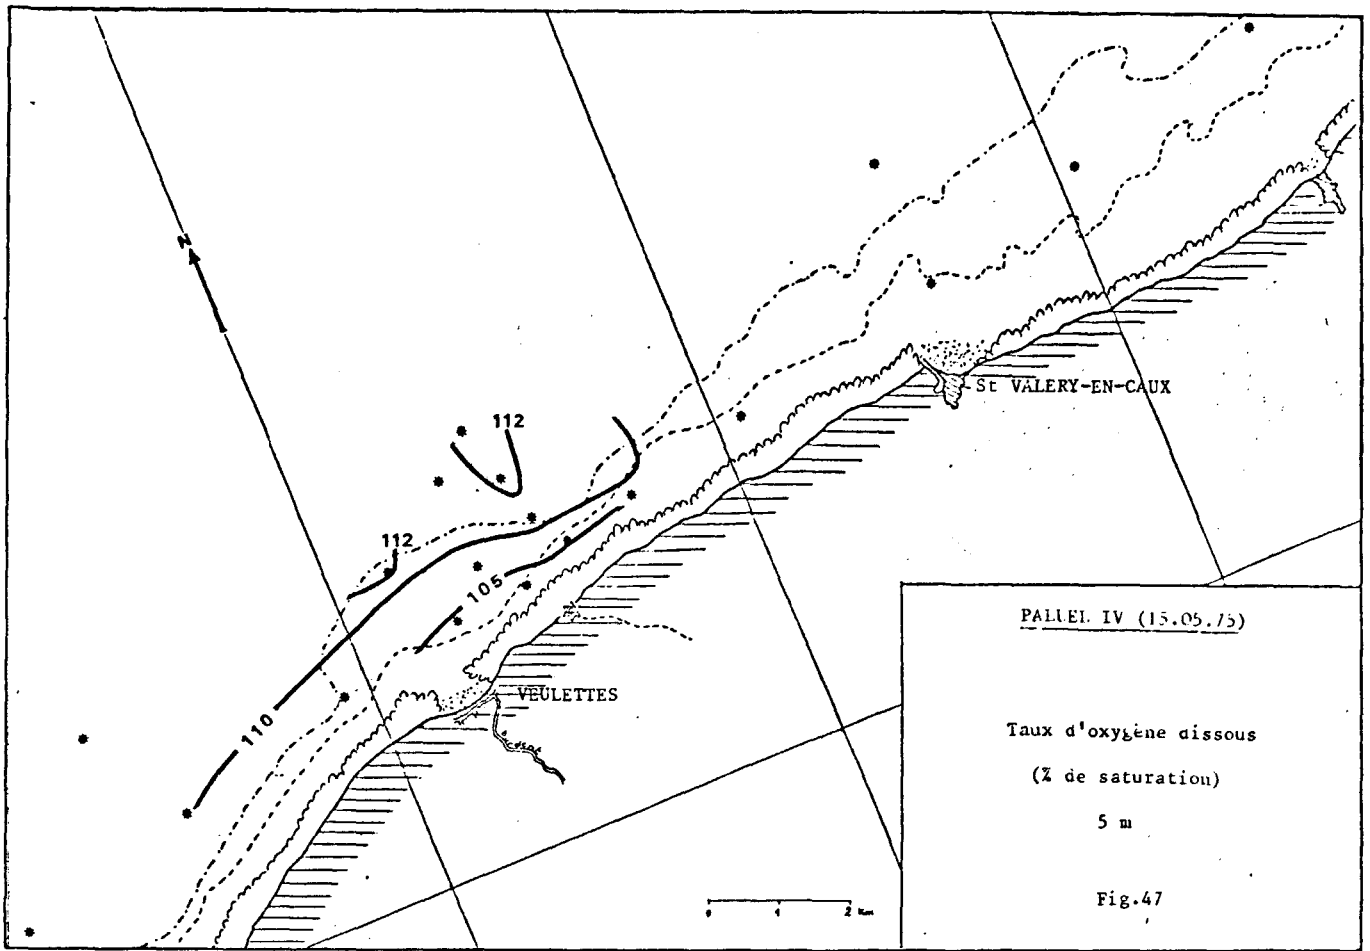 N
112
112
105
110
St VALERY-EN-CAUX
VEULETTES
0 1 2 Km
PALLEL IV (15.05.75)
Taux d'oxygène dissous
(% de saturation)
5 m
Fig.47